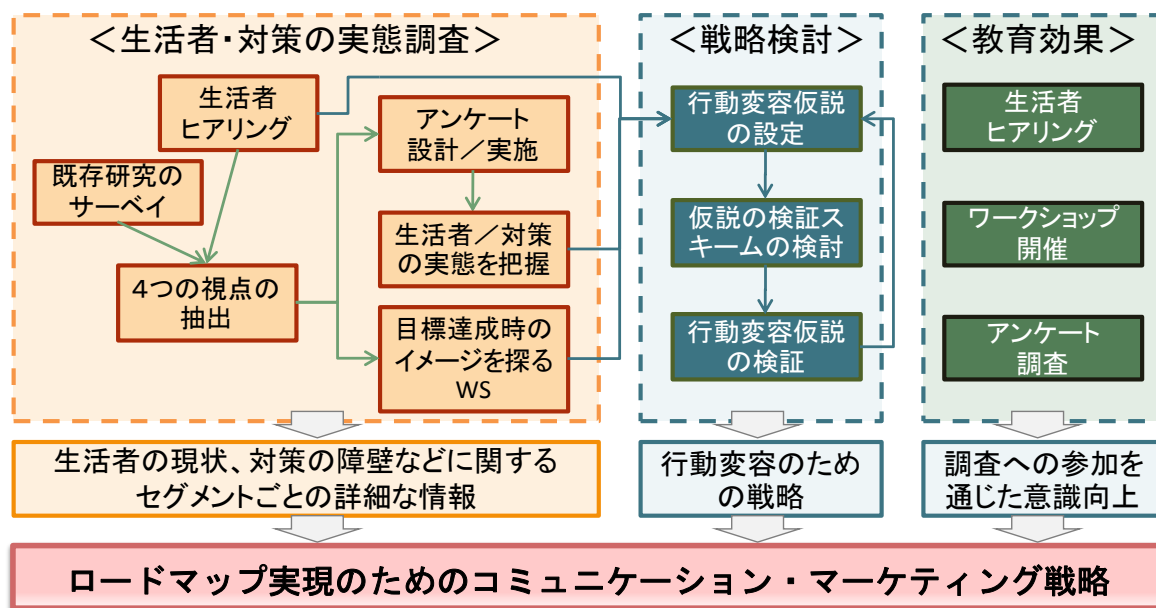 ＜生活者・対策の実態調査＞
生活者
ヒアリング
既存研究の
サーベイ
4つの視点の
抽出
アンケート
設計／実施
生活者／対策
の実態を把握
目標達成時の
イメージを探る
WS
＜戦略検討＞
行動変容仮説
の設定
仮説の検証ス
キームの検討
行動変容仮説
の検証
＜教育効果＞
生活者
ヒアリング
ワークショップ
開催
アンケート
調査
生活者の現状、対策の障壁などに関する
セグメントごとの詳細な情報
行動変容のため
の戦略
調査への参加を
通じた意識向上
ロードマップ実現のためのコミュニケーション・マーケティング戦略